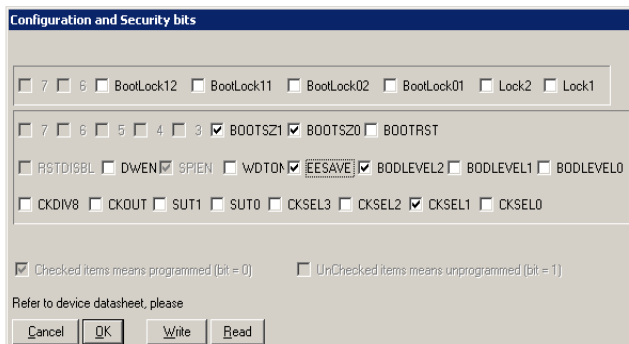 Configuration and Security bits
7 6 BootLock12 BootLock11 BootLock02 BootLock01 Lock2 Lock1
7 6 5 4 3 BOOTSZ1 BOOTSZ0 BOOTRST
RSTDISBL DWEN SPIEN WDTON EESAVE BODLEVEL2 BODLEVEL1 BODLEVEL0
CKDIV8 CKOUT SUT1 SUT0 CKSEL3 CKSEL2 CKSEL1 CKSEL0
Checked items means programmed (bit = 0) UnChecked items means unprogrammed (bit = 1)
Refer to device datasheet, please
Cancel OK Write Read